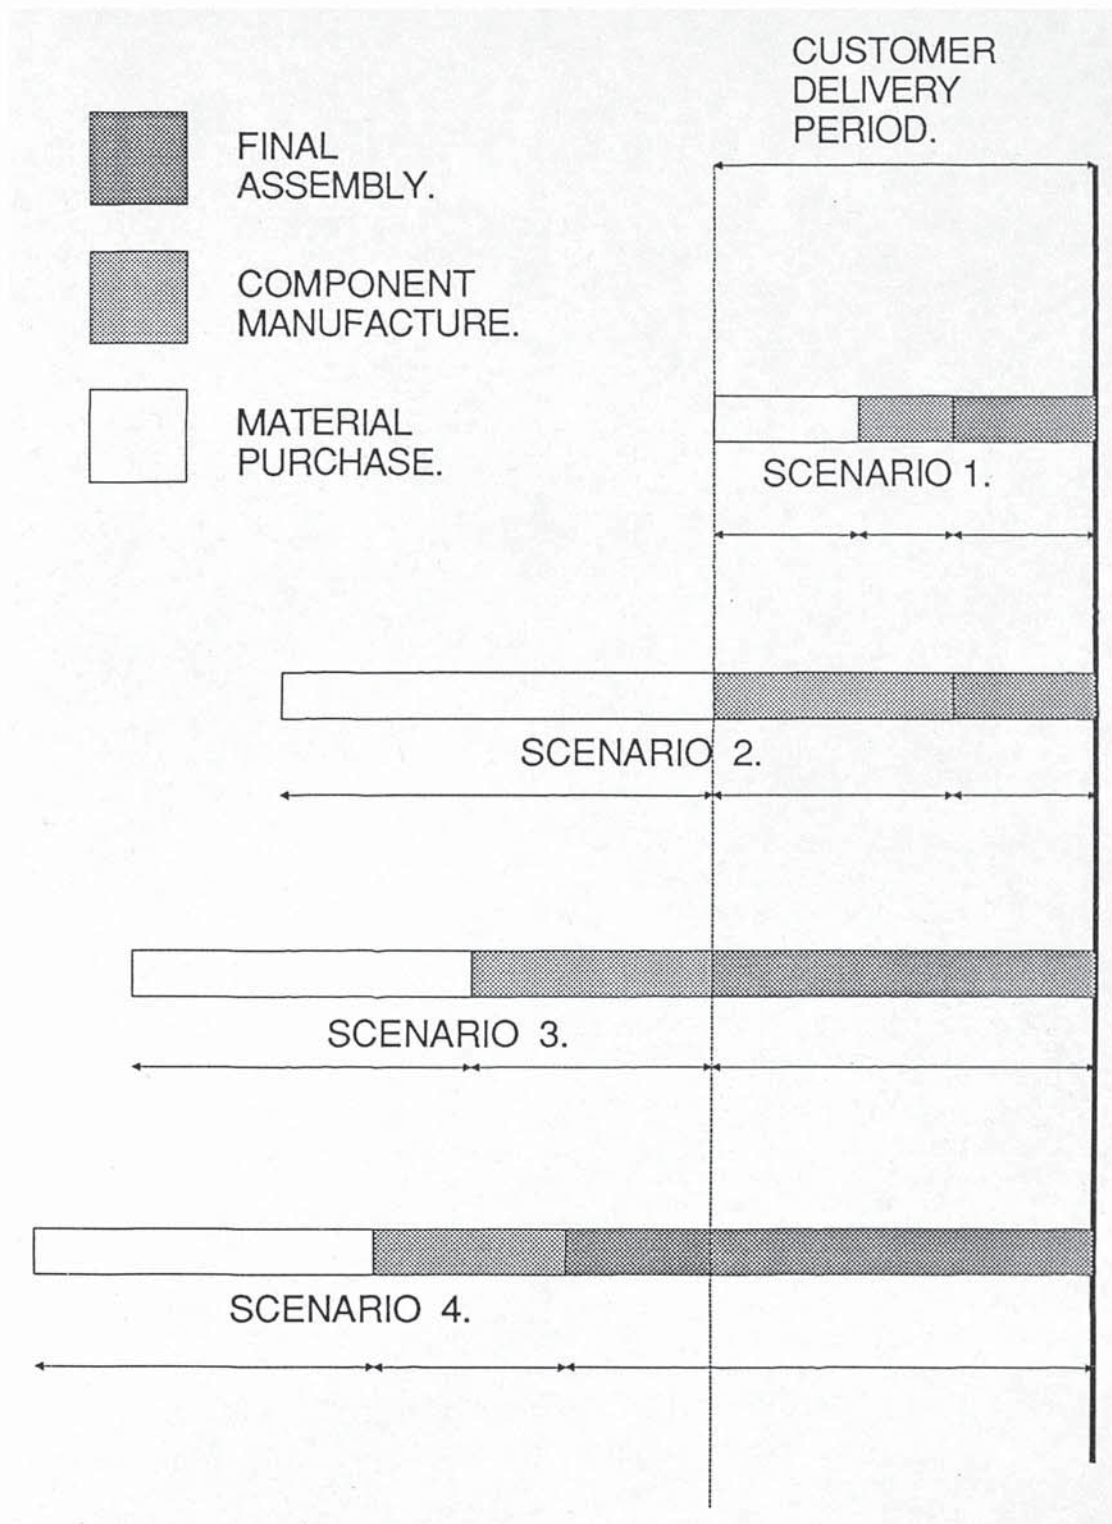 CUSTOMER
DELIVERY
PERIOD.
FINAL
ASSEMBLY.
COMPONENT
MANUFACTURE.
MATERIAL
PURCHASE.
SCENARIO 1.
SCENARIO 2.
SCENARIO 3.
SCENARIO 4.